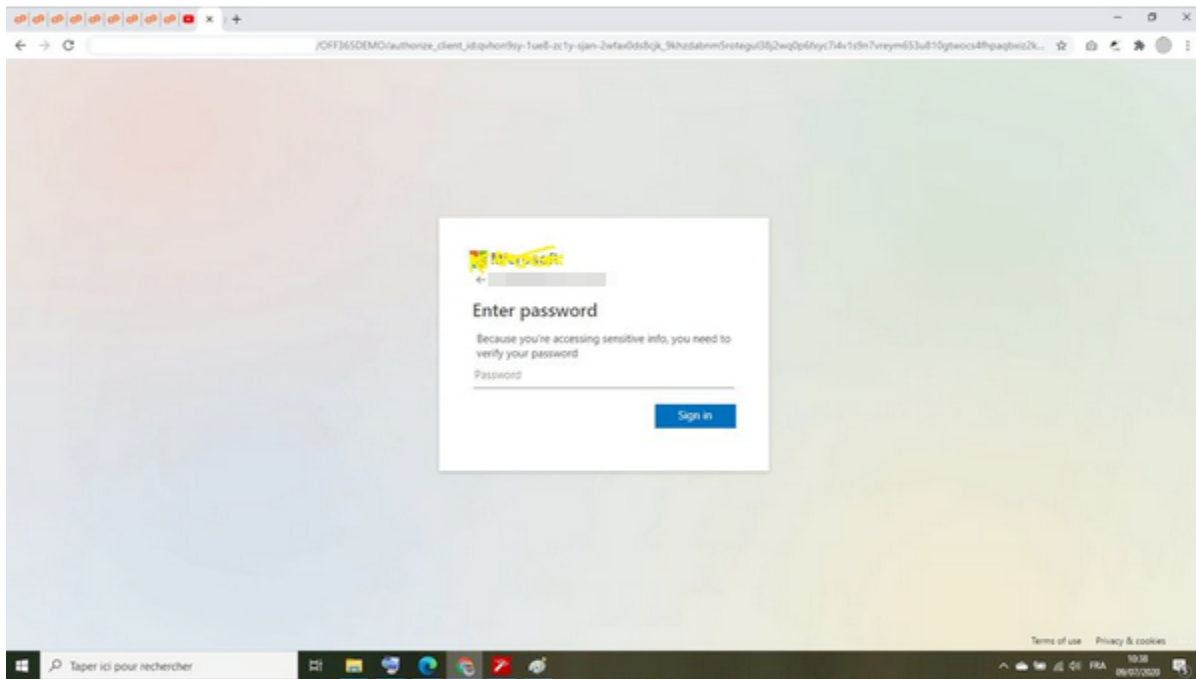 Microsoft
Enter password
Because you're accessing sensitive info, you need to
verify your password
Password
Sign in
Terms of use Privacy & cookies
Taper ici pour rechercher
FRA
10:38
09/07/2020